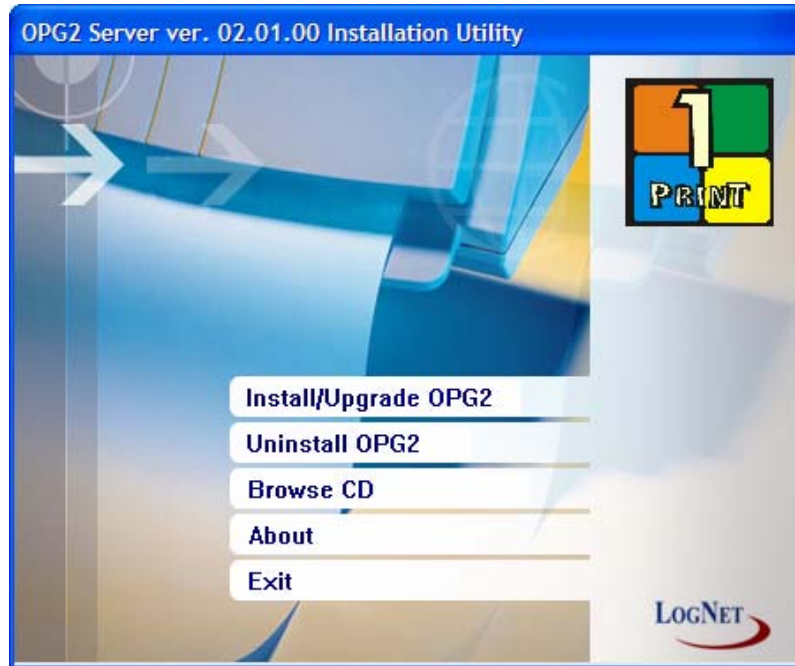 OPG2 Server ver. 02.01.00 Installation Utility
1
PRINT
Install/Upgrade OPG2
Uninstall OPG2
Browse CD
About
Exit
LOGNET